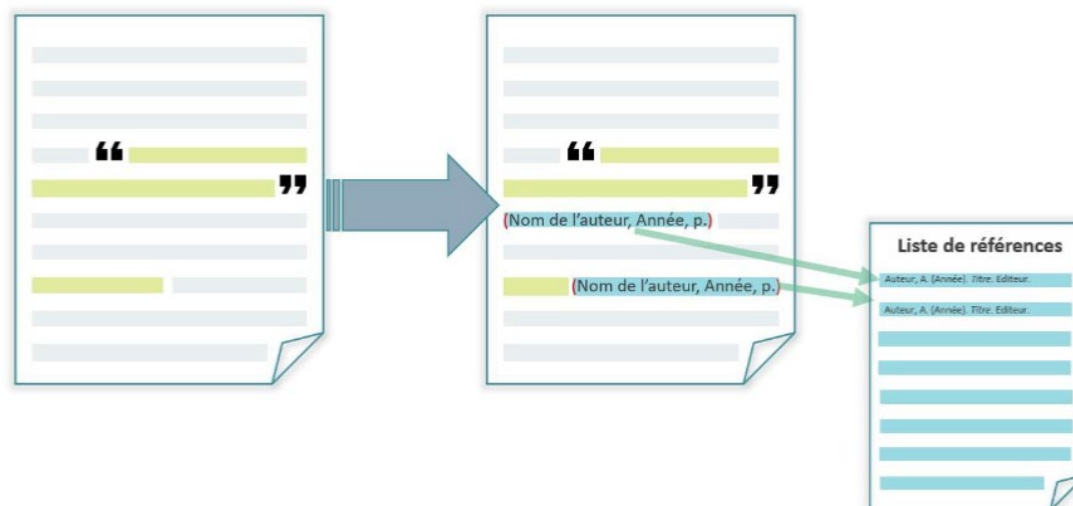 “
”
“
”
(Nom de l’auteur, Année, p.)
(Nom de l’auteur, Année, p.)
Liste de références
Auteur, A. (Année). Titre. Editeur.
Auteur, A. (Année). Titre. Editeur.